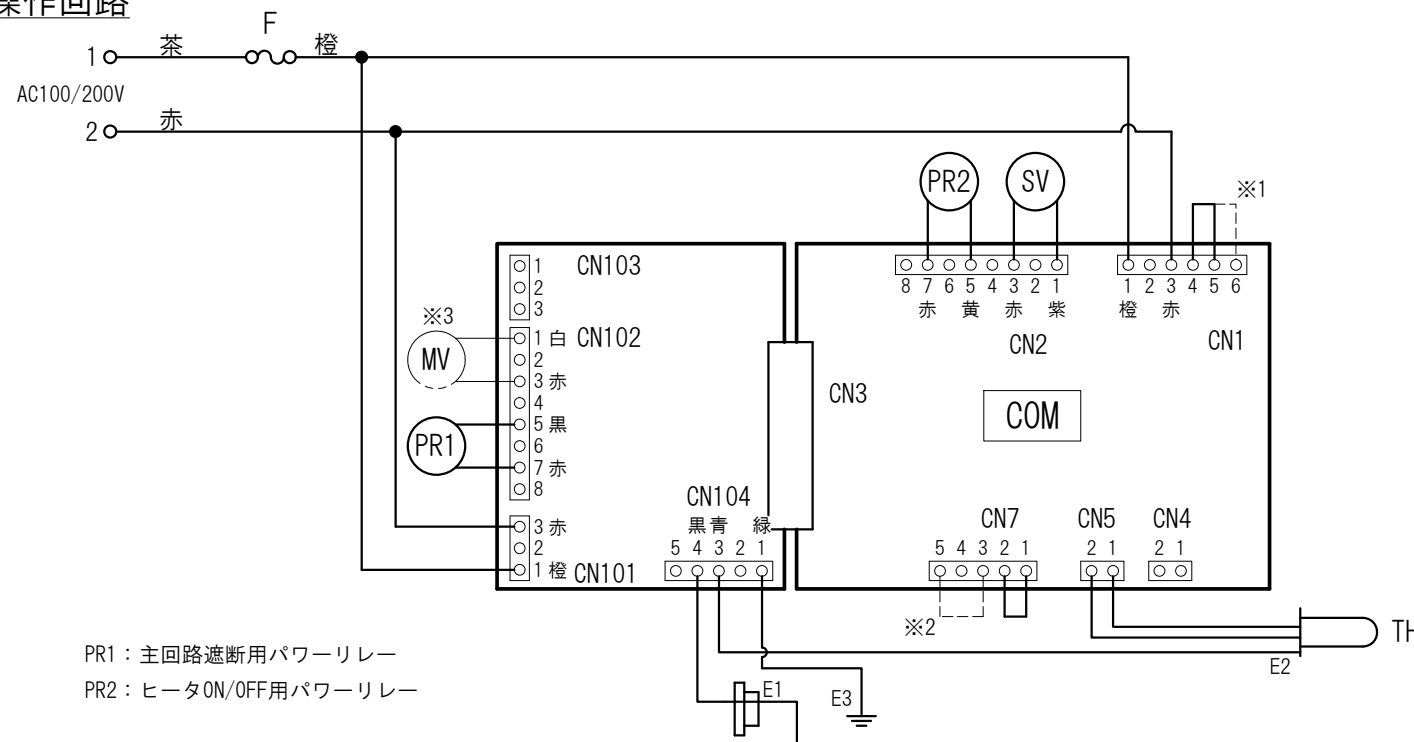 操作回路
F
1 茶 橙
AC100/200V
2 赤
PR2 SV ※1
CN103
1
2
3
8 7 6 5 4 3 2 1
赤 黄 赤 紫
CN2
1 2 3 4 5 6
橙 赤
CN1
※3
MV
CN102
1 白
2
3 赤
4
5 黒
6
7 赤
8
PR1
CN3
COM
CN104
黒 青 緑
5 4 3 2 1
3 赤
2
1 橙 CN101
CN7
5 4 3 2 1
CN5
2 1
CN4
2 1
※2
TH
E2
E1
E3
PR1：主回路遮断用パワーリレー
PR2：ヒータON/OFF用パワーリレー